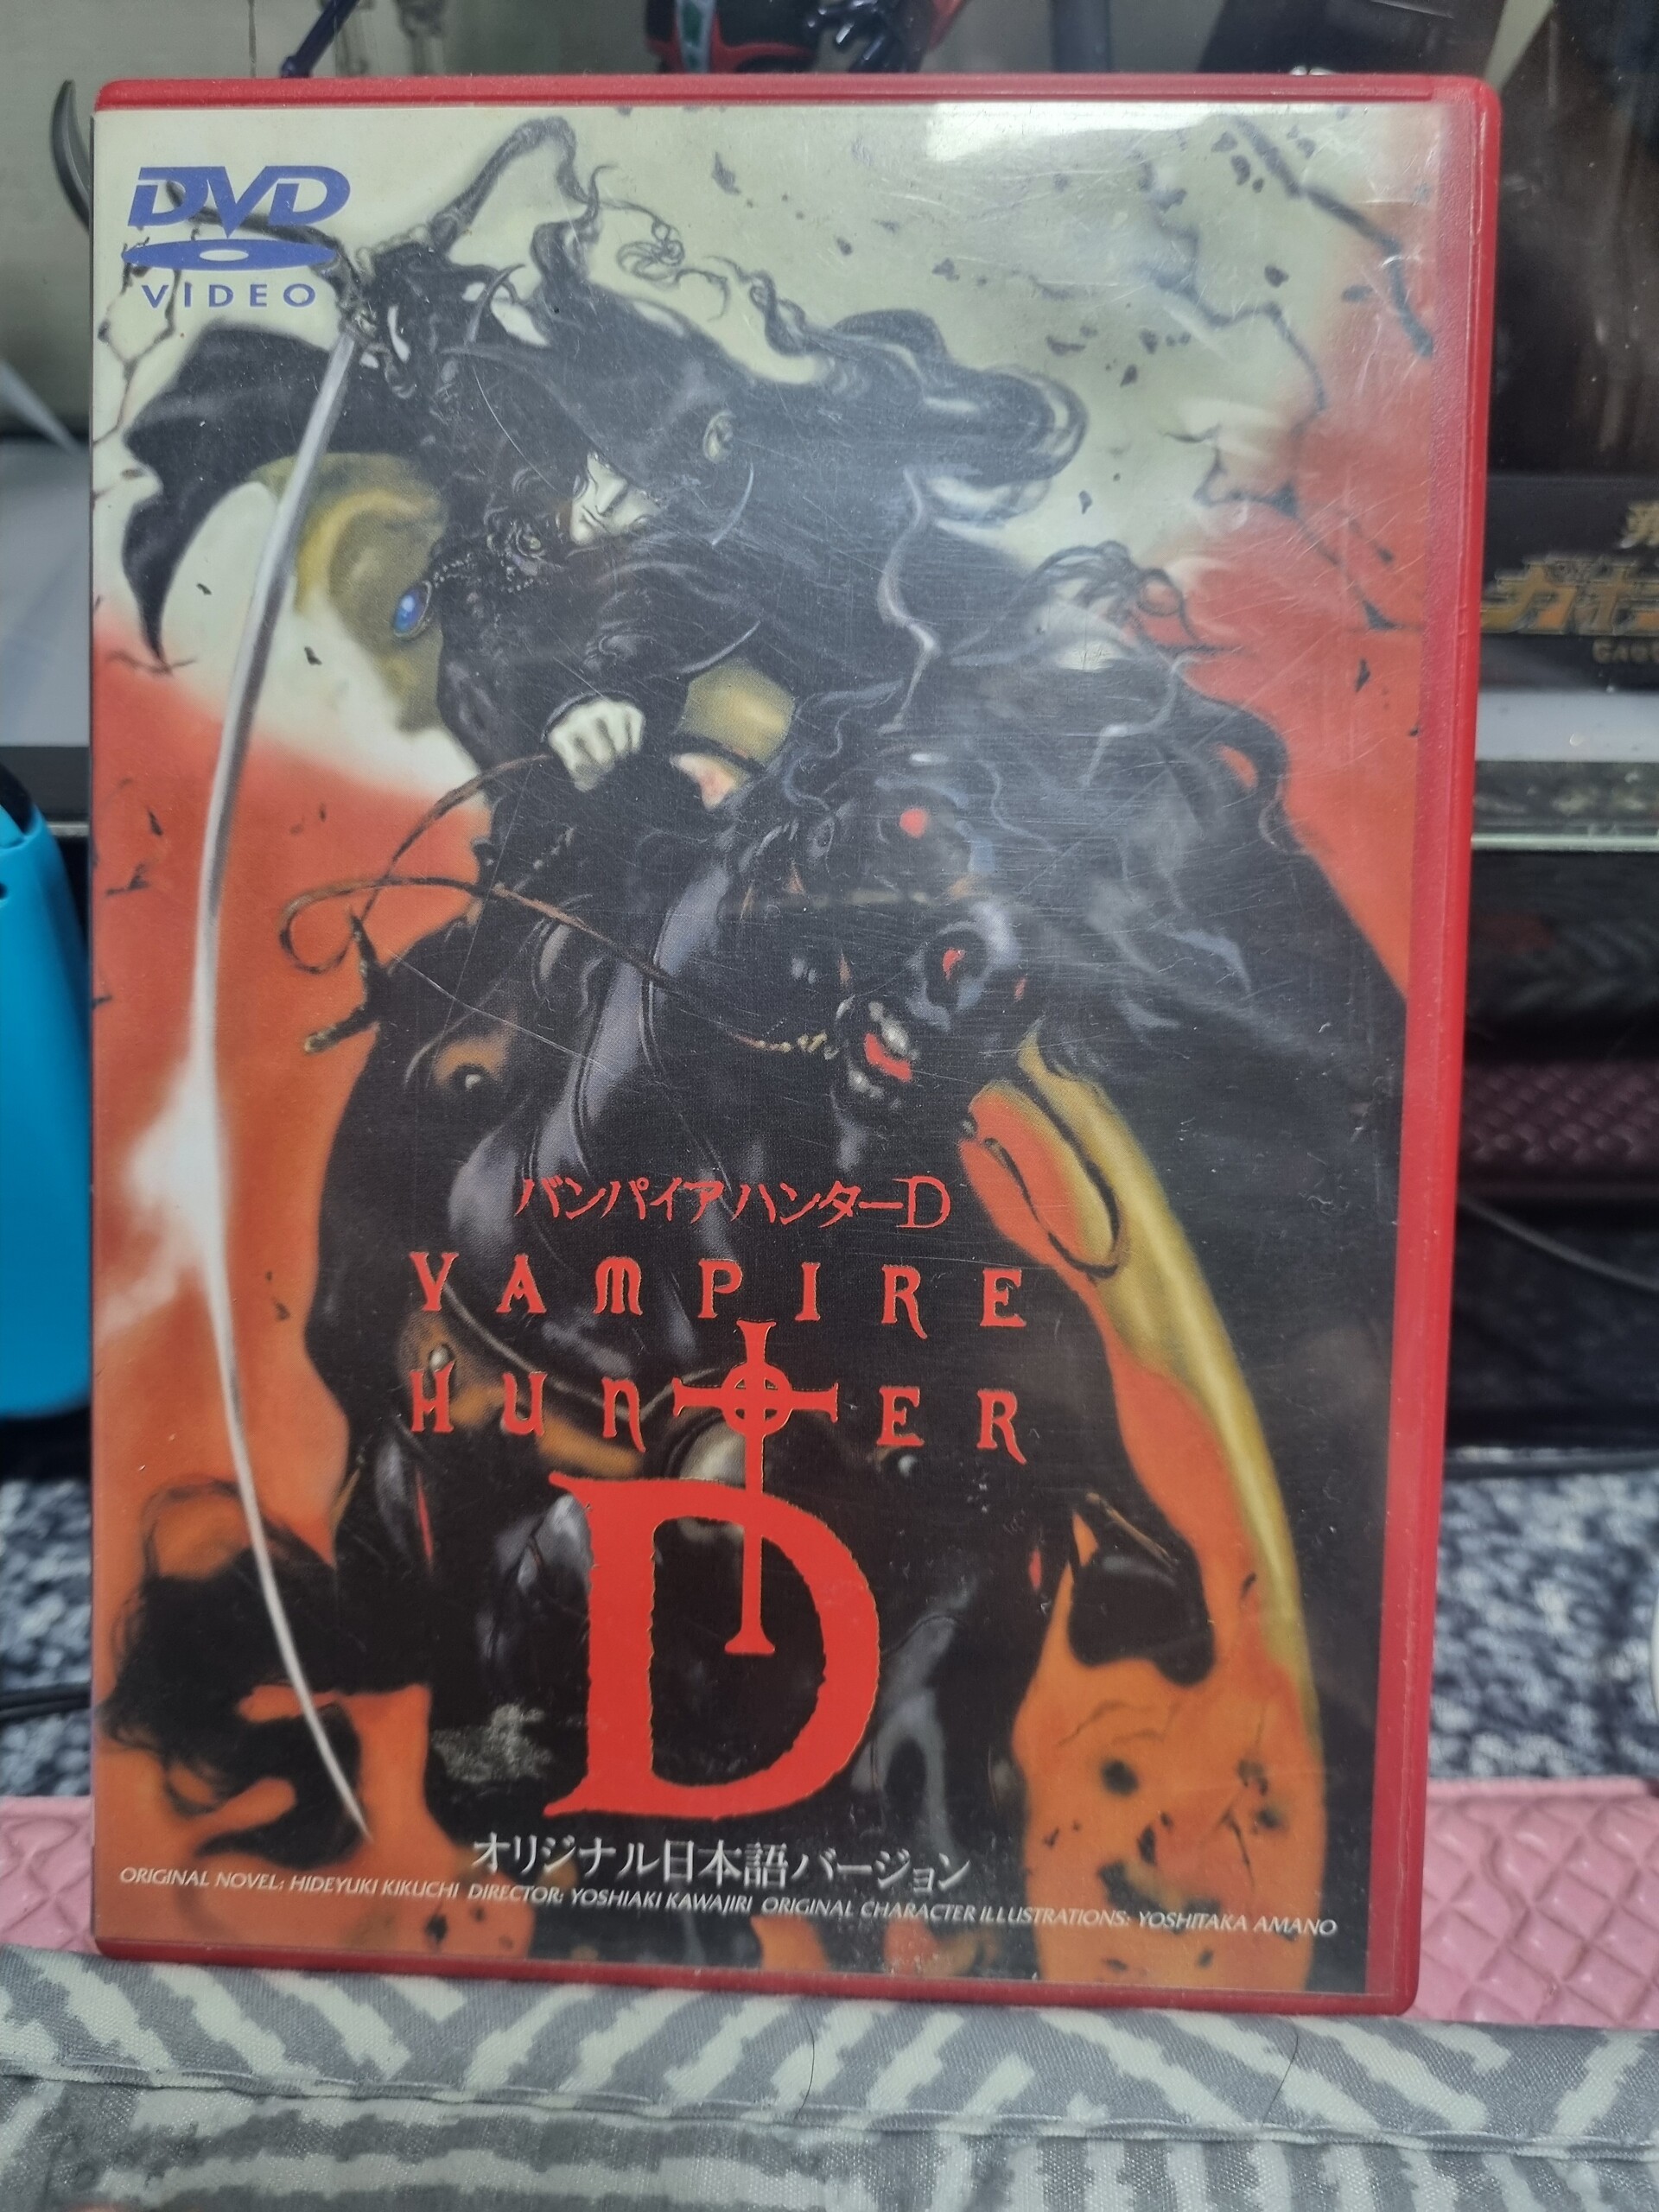 DVD
VIDEO
バンパイアハンターD
VAMPIRE
HUNTER
D
オリジナル日本語バージョン
ORIGINAL NOVEL: HIDEYUKI KIKUCHI DIRECTOR: YOSHIAKI KAWAJIRI ORIGINAL CHARACTER ILLUSTRATIONS: YOSHITAKA AMANO